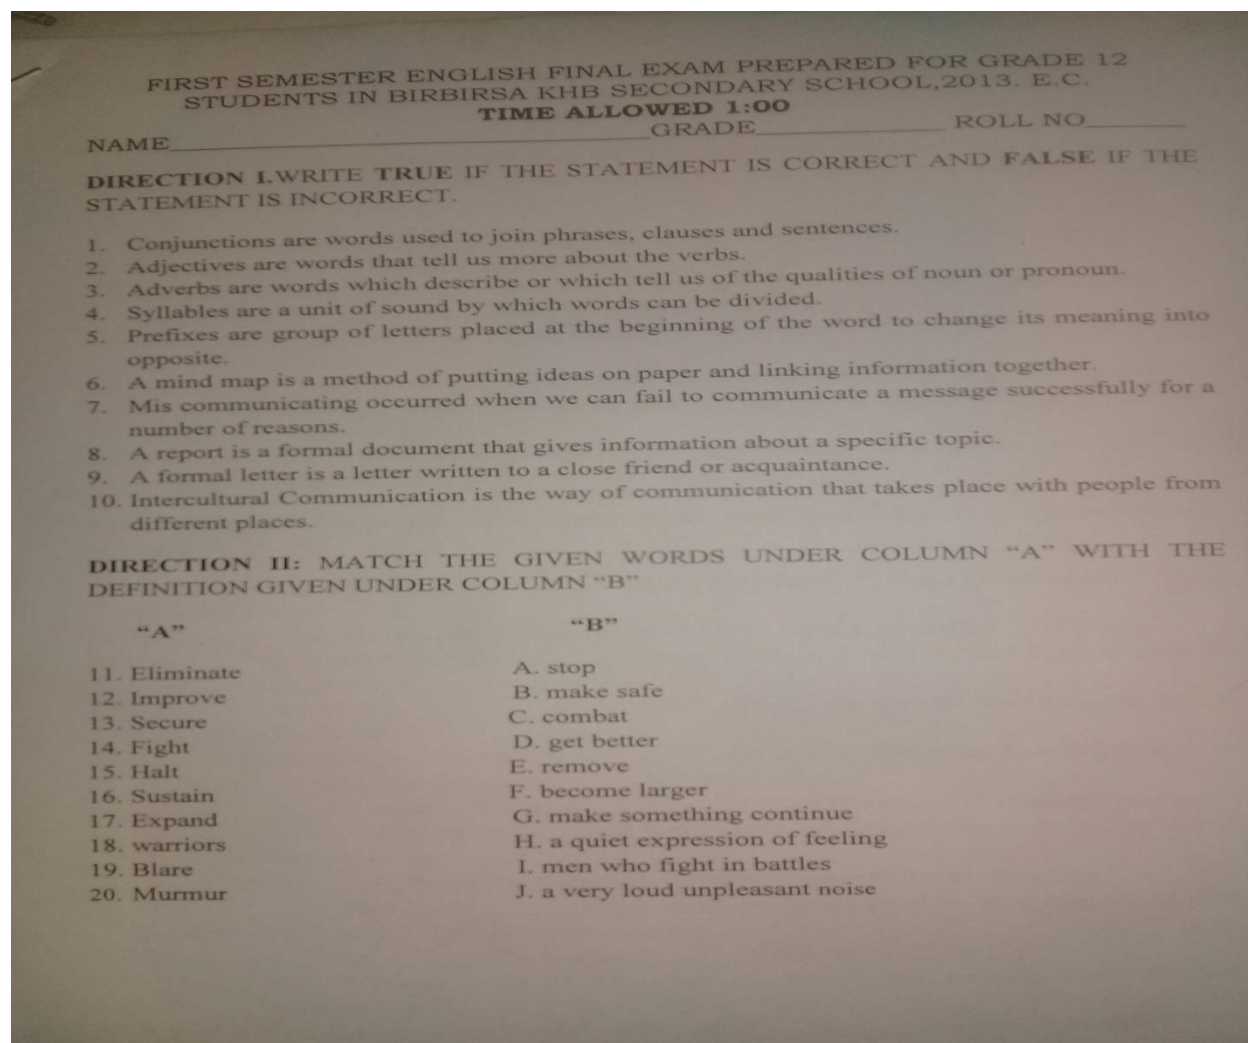 FIRST SEMESTER ENGLISH FINAL EXAM PREPARED FOR GRADE 12
STUDENTS IN BIRBIRSA KHB SECONDARY SCHOOL,2013. E.C.
TIME ALLOWED 1:00
NAME____________________GRADE__________ ROLL NO______
DIRECTION I.WRITE TRUE IF THE STATEMENT IS CORRECT AND FALSE IF THE
STATEMENT IS INCORRECT.
1. Conjunctions are words used to join phrases, clauses and sentences.
2. Adjectives are words that tell us more about the verbs.
3. Adverbs are words which describe or which tell us of the qualities of noun or pronoun.
4. Syllables are a unit of sound by which words can be divided.
5. Prefixes are group of letters placed at the beginning of the word to change its meaning into
opposite.
6. A mind map is a method of putting ideas on paper and linking information together.
7. Mis communicating occurred when we can fail to communicate a message successfully for a
number of reasons.
8. A report is a formal document that gives information about a specific topic.
9. A formal letter is a letter written to a close friend or acquaintance.
10. Intercultural Communication is the way of communication that takes place with people from
different places.
DIRECTION II: MATCH THE GIVEN WORDS UNDER COLUMN “A” WITH THE
DEFINITION GIVEN UNDER COLUMN “B”
“A” “B”
11. Eliminate A. stop
12. Improve B. make safe
13. Secure C. combat
14. Fight D. get better
15. Halt E. remove
16. Sustain F. become larger
17. Expand G. make something continue
18. warriors H. a quiet expression of feeling
19. Blare I. men who fight in battles
20. Murmur J. a very loud unpleasant noise